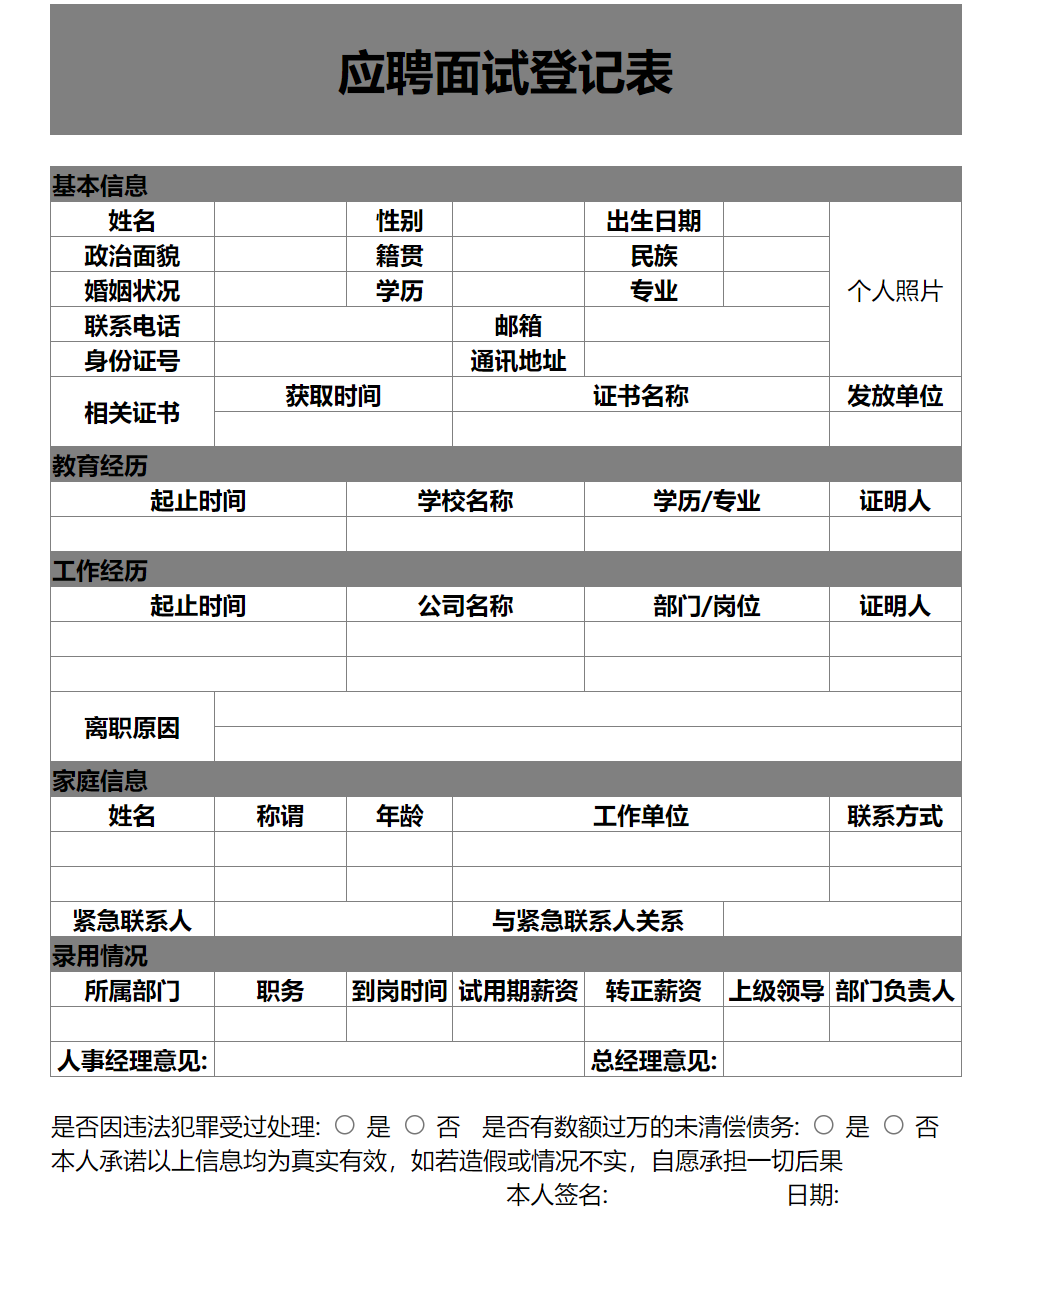 应聘面试登记表
基本信息
姓名 性别 出生日期
政治面貌 籍贯 民族
婚姻状况 学历 专业 个人照片
联系电话 邮箱
身份证号 通讯地址
相关证书 获取时间 证书名称 发放单位
教育经历
起止时间 学校名称 学历/专业 证明人
工作经历
起止时间 公司名称 部门/岗位 证明人
离职原因
家庭信息
姓名 称谓 年龄 工作单位 联系方式
紧急联系人 与紧急联系人关系
录用情况
所属部门 职务 到岗时间 试用期薪资 转正薪资 上级领导 部门负责人
人事经理意见: 总经理意见:
是否因违法犯罪受过处理: 是 否 是否有数额过万的未清偿债务: 是 否
本人承诺以上信息均为真实有效，如若造假或情况不实，自愿承担一切后果
本人签名: 日期: